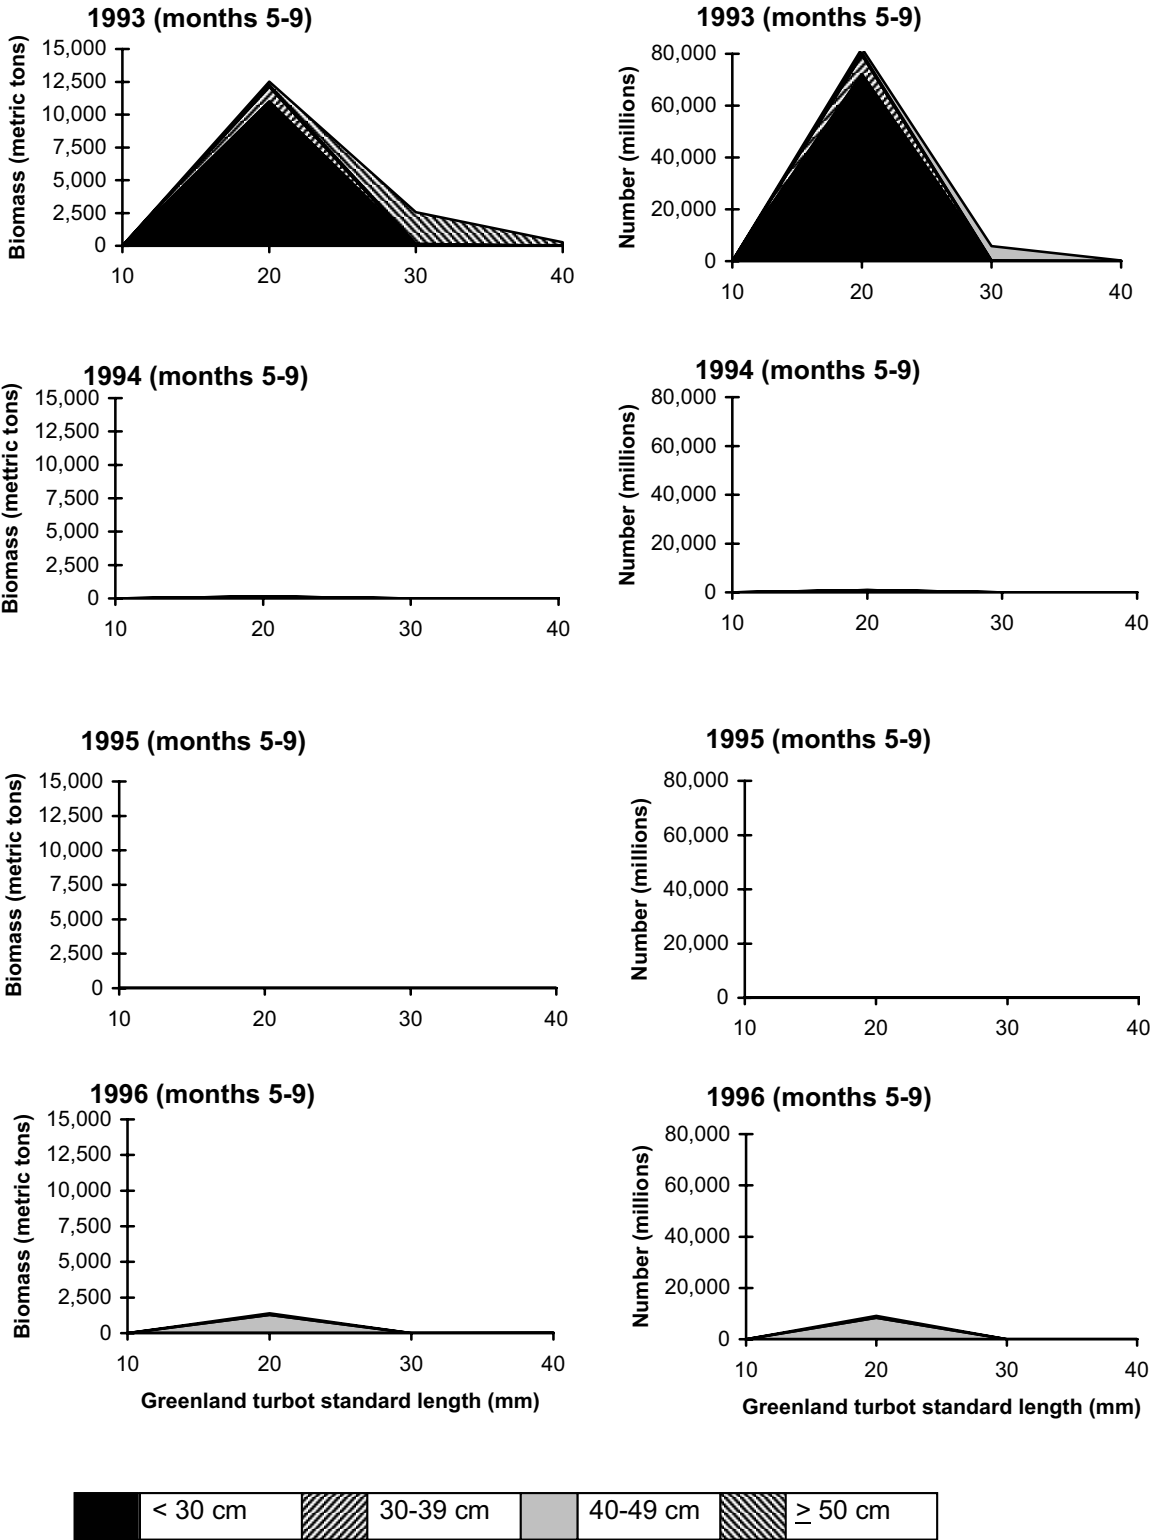 1993 (months 5-9)
Biomass (metric tons)
15,000
12,500
10,000
7,500
5,000
2,500
0
10 20 30 40
1993 (months 5-9)
Number (millions)
80,000
60,000
40,000
20,000
0
10 20 30 40
1994 (months 5-9)
Biomass (mettric tons)
15,000
12,500
10,000
7,500
5,000
2,500
0
10 20 30 40
1994 (months 5-9)
Number (millions)
80,000
60,000
40,000
20,000
0
10 20 30 40
1995 (months 5-9)
Biomass (metric tons)
15,000
12,500
10,000
7,500
5,000
2,500
0
10 20 30 40
1995 (months 5-9)
Number (millions)
80,000
60,000
40,000
20,000
0
10 20 30 40
1996 (months 5-9)
Biomass (metric tons)
15,000
12,500
10,000
7,500
5,000
2,500
0
10 20 30 40
Greenland turbot standard length (mm)
1996 (months 5-9)
Number (millions)
80,000
60,000
40,000
20,000
0
10 20 30 40
Greenland turbot standard length (mm)
< 30 cm 30-39 cm 40-49 cm ≥ 50 cm